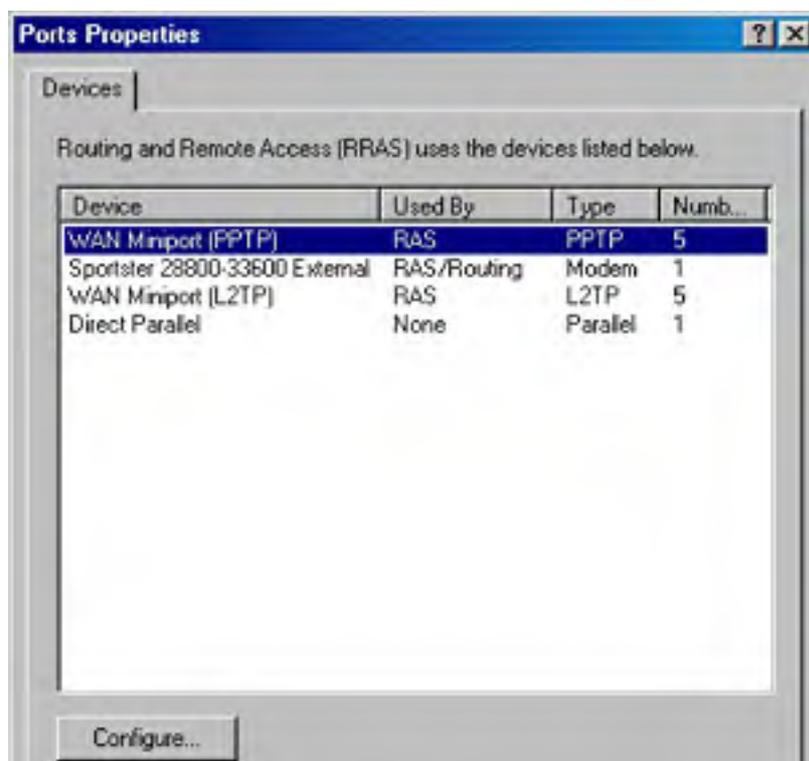 Ports Properties
Devices
Routing and Remote Access (RRAS) uses the devices listed below.
Device Used By Type Numb...
WAN Miniport (PPTP) RAS PPTP 5
Sportster 28800-33600 External RAS/Routing Modem 1
WAN Miniport (L2TP) RAS L2TP 5
Direct Parallel None Parallel 1
Configure...